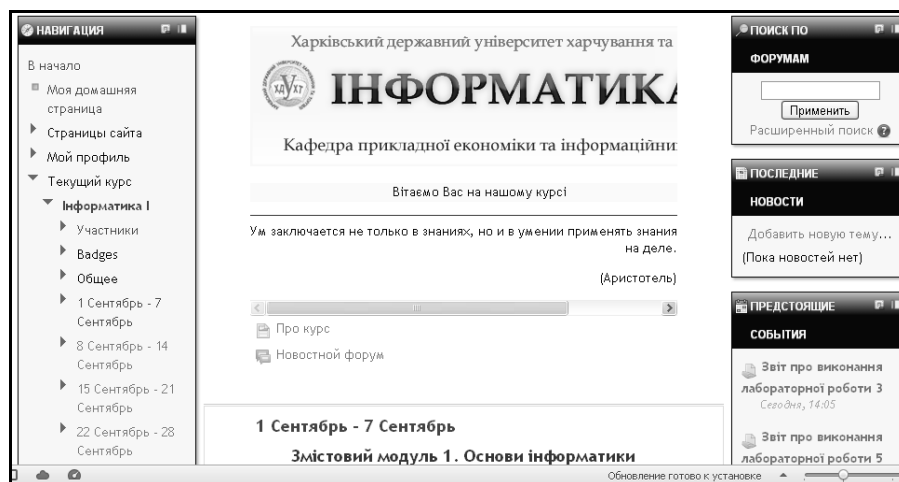 НАВИГАЦИЯ
В начало
Моя домашняя
страница
Страницы сайта
Мой профиль
Текущий курс
Інформатика І
Участники
Badges
Общее
1 Сентябрь - 7
Сентябрь
8 Сентябрь - 14
Сентябрь
15 Сентябрь - 21
Сентябрь
22 Сентябрь - 28
Сентябрь
Харківський державний університет харчування та
ХДУХТ
ІНФОРМАТИКА
Кафедра прикладної економіки та інформаційни
Вітаємо Вас на нашому курсі
Ум заключается не только в знаниях, но и в умении применять знания
на деле.
(Аристотель)
Про курс
Новостной форум
1 Сентябрь - 7 Сентябрь
Змістовий модуль 1. Основи інформатики
ПОИСК ПО
ФОРУМАМ
Применить
Расширенный поиск
ПОСЛЕДНИЕ
НОВОСТИ
Добавить новую тему...
(Пока новостей нет)
ПРЕДСТОЯЩИЕ
СОБЫТИЯ
Звіт про виконання
лабораторної роботи 3
Сегодня, 14:05
Звіт про виконання
лабораторної роботи 5
Обновление готово к установке